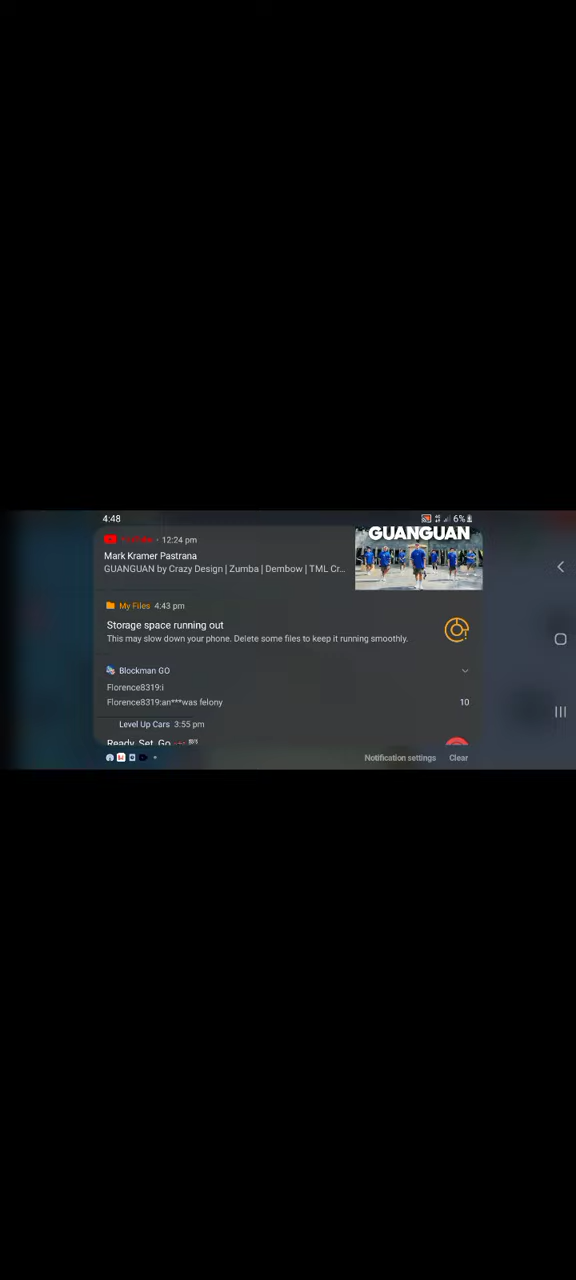 4:48
6%
12:24 pm
Mark Kramer Pastrana
GUANGUAN by Crazy Design | Zumba | Dembow | TML Cr...
GUANGUAN
My Files 4:43 pm
Storage space running out
This may slow down your phone. Delete some files to keep it running smoothly.
Blockman GO
Florence8319:i
Florence8319:an***was felony
10
Level Up Cars 3:55 pm
Ready, Set, Go
Notification settings
Clear